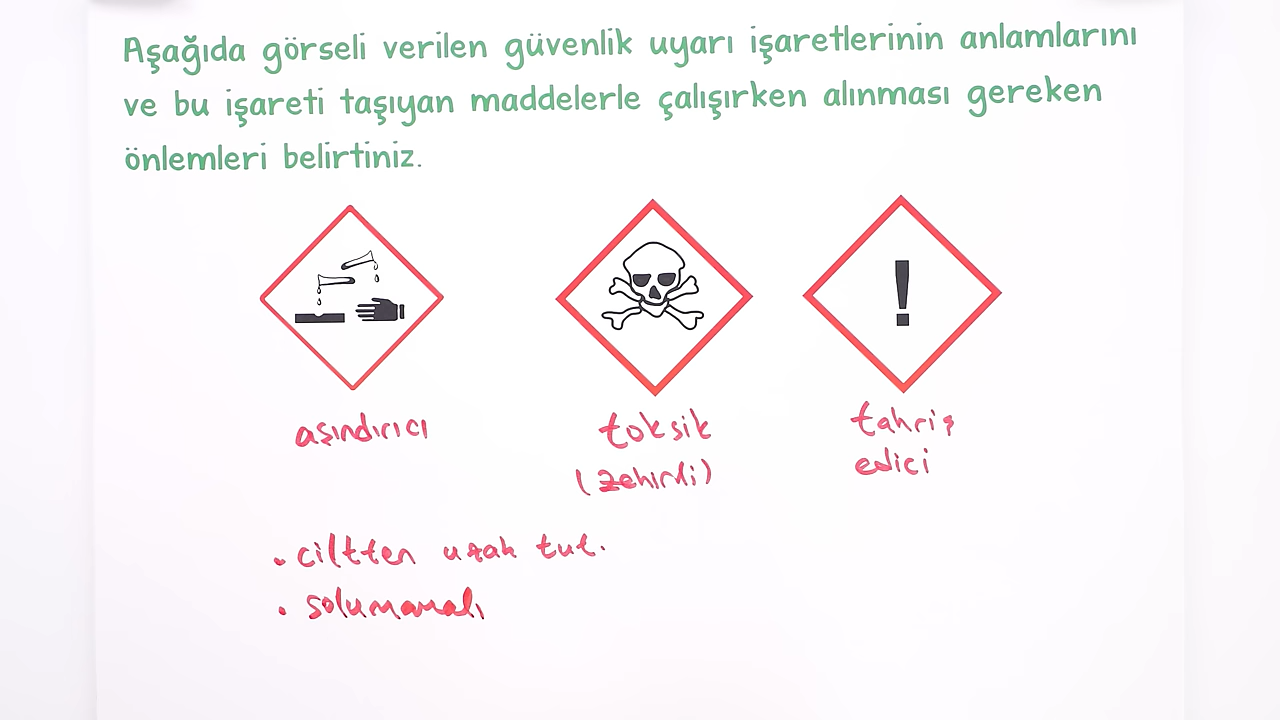 Aşağıda görseli verilen güvenlik uyarı işaretlerinin anlamlarını
ve bu işareti taşıyan maddelerle çalışırken alınması gereken
önlemleri belirtiniz.
aşındırıcı
toksik
(zehirli)
tahriş
edici
• ciltten uzak tut.
• solumamalı